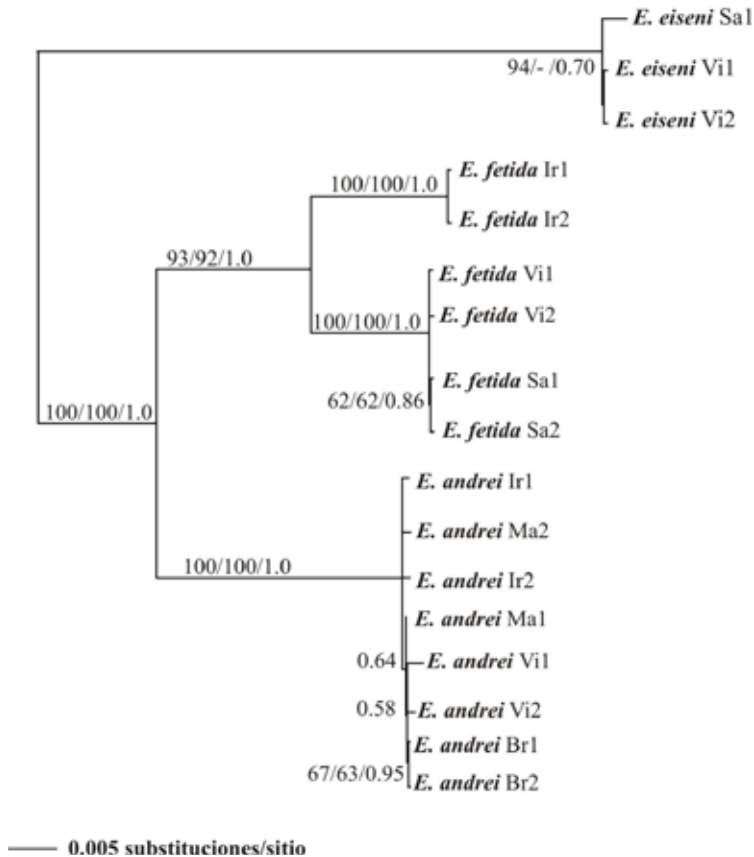 E. eiseni Sa1
94/- /0.70
E. eiseni Vi1
E. eiseni Vi2
E. fetida Ir1
100/100/1.0
E. fetida Ir2
93/92/1.0
E. fetida Vi1
E. fetida Vi2
100/100/1.0
E. fetida Sa1
62/62/0.86
E. fetida Sa2
100/100/1.0
E. andrei Ir1
E. andrei Ma2
100/100/1.0
E. andrei Ir2
E. andrei Ma1
0.64
E. andrei Vi1
0.58
E. andrei Vi2
E. andrei Br1
67/63/0.95
E. andrei Br2
0.005 substituciones/sitio